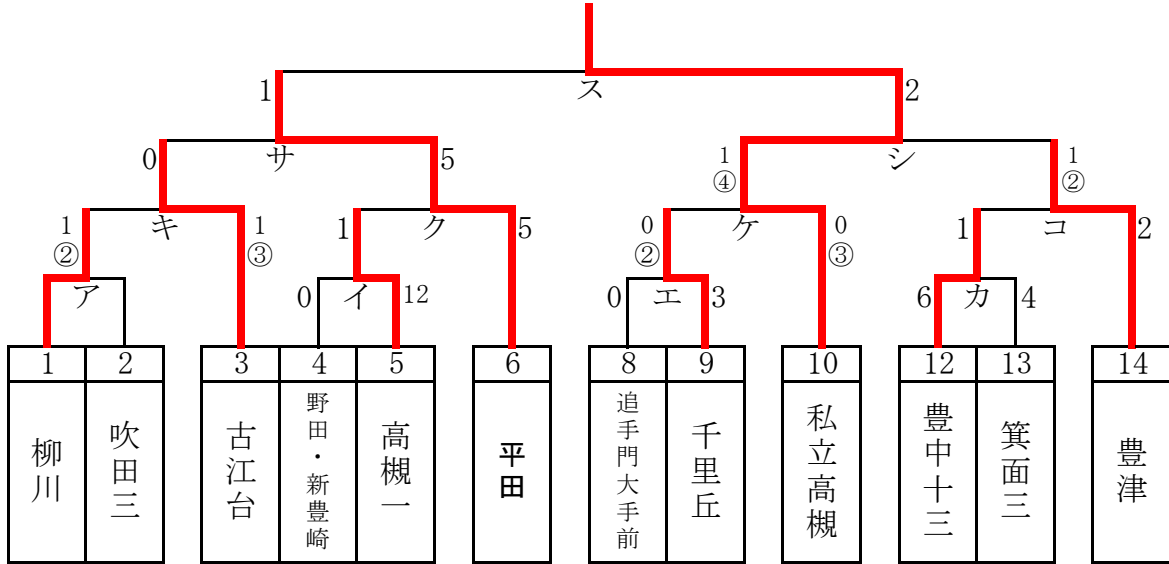 1 ス 2
0 サ 5 1 ④ シ 1 ②
1 ② キ 1 ③ 1 ク 5 0 ② ケ 0 ③ 1 コ 2
ア 0 イ 12 0 エ 3 6 カ 4
1 2 3 4 5 6 8 9 10 12 13 14
柳川
吹田三
古江台
野田・新豊崎
高槻一
平田
追手門大手前
千里丘
私立高槻
豊中十三
箕面三
豊津